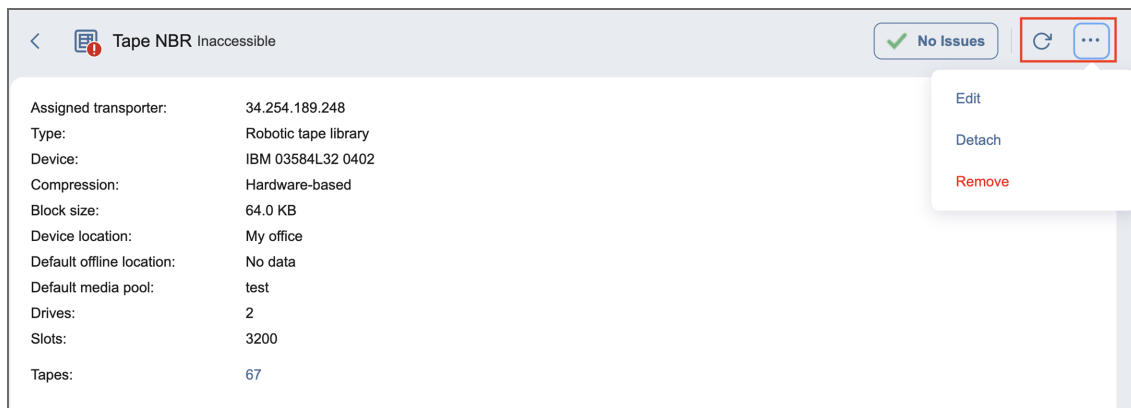 Tape NBR Inaccessible
No Issues
Edit
Detach
Remove
Assigned transporter: 34.254.189.248
Type: Robotic tape library
Device: IBM 03584L32 0402
Compression: Hardware-based
Block size: 64.0 KB
Device location: My office
Default offline location: No data
Default media pool: test
Drives: 2
Slots: 3200
Tapes: 67